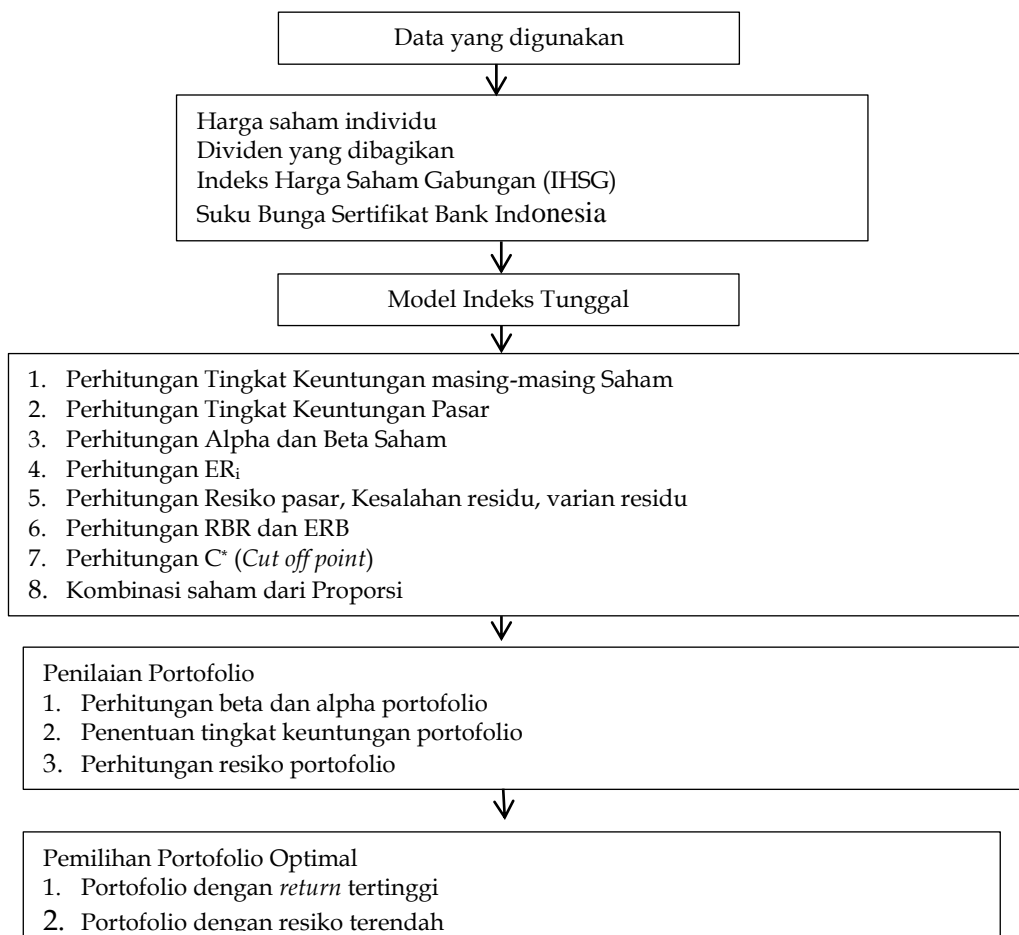 Data yang digunakan
Harga saham individu
Dividen yang dibagikan
Indeks Harga Saham Gabungan (IHSG)
Suku Bunga Sertifikat Bank Indonesia
Model Indeks Tunggal
1. Perhitungan Tingkat Keuntungan masing-masing Saham
2. Perhitungan Tingkat Keuntungan Pasar
3. Perhitungan Alpha dan Beta Saham
4. Perhitungan ERi
5. Perhitungan Resiko pasar, Kesalahan residu, varian residu
6. Perhitungan RBR dan ERB
7. Perhitungan C* (Cut off point)
8. Kombinasi saham dari Proporsi
Penilaian Portofolio
1. Perhitungan beta dan alpha portofolio
2. Penentuan tingkat keuntungan portofolio
3. Perhitungan resiko portofolio
Pemilihan Portofolio Optimal
1. Portofolio dengan return tertinggi
2. Portofolio dengan resiko terendah